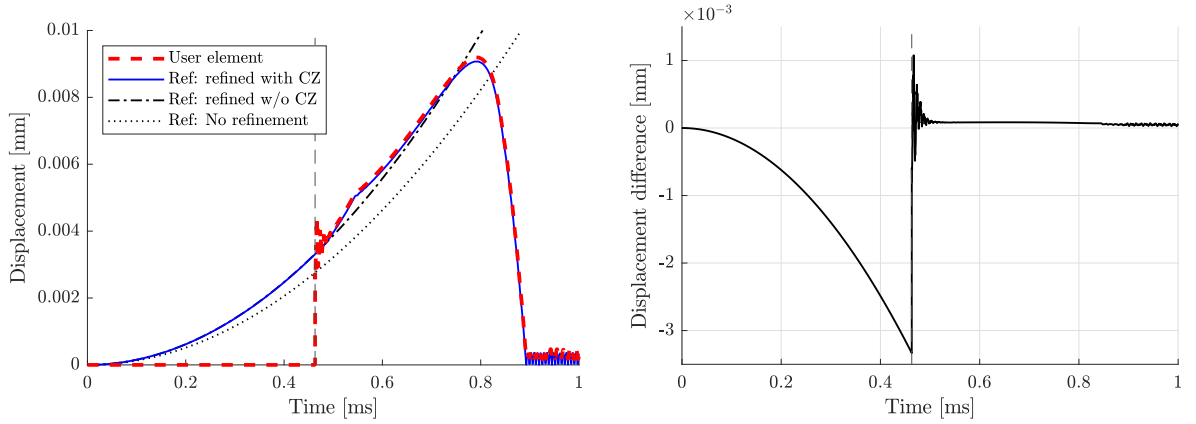 0.01
0.008
0.006
0.004
0.002
0
Displacement [mm]
User element
Ref: refined with CZ
Ref: refined w/o CZ
Ref: No refinement
0 0.2 0.4 0.6 0.8 1
Time [ms]
×10⁻³
1
0
-1
-2
-3
Displacement difference [mm]
0 0.2 0.4 0.6 0.8 1
Time [ms]